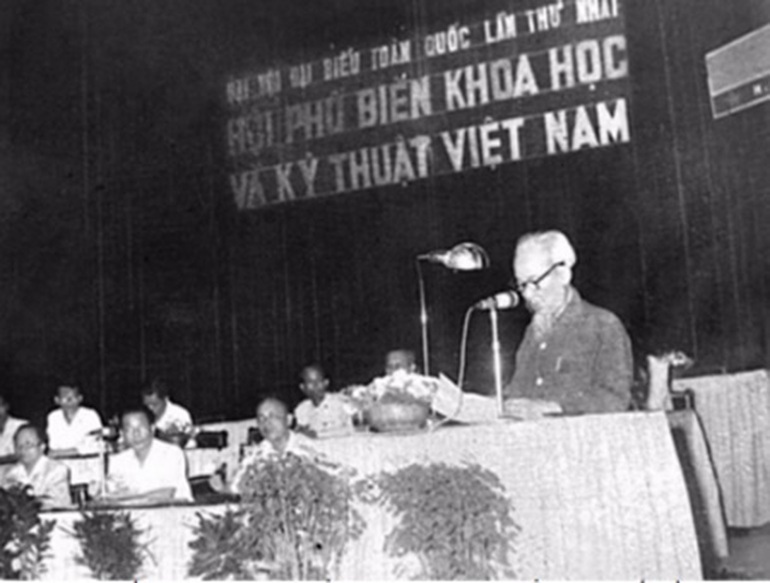 ĐẠI HỘI ĐẠI BIỂU TOÀN QUỐC LẦN THỨ NHẤT
HỘI PHỔ BIẾN KHOA HỌC
VÀ KỸ THUẬT VIỆT NAM